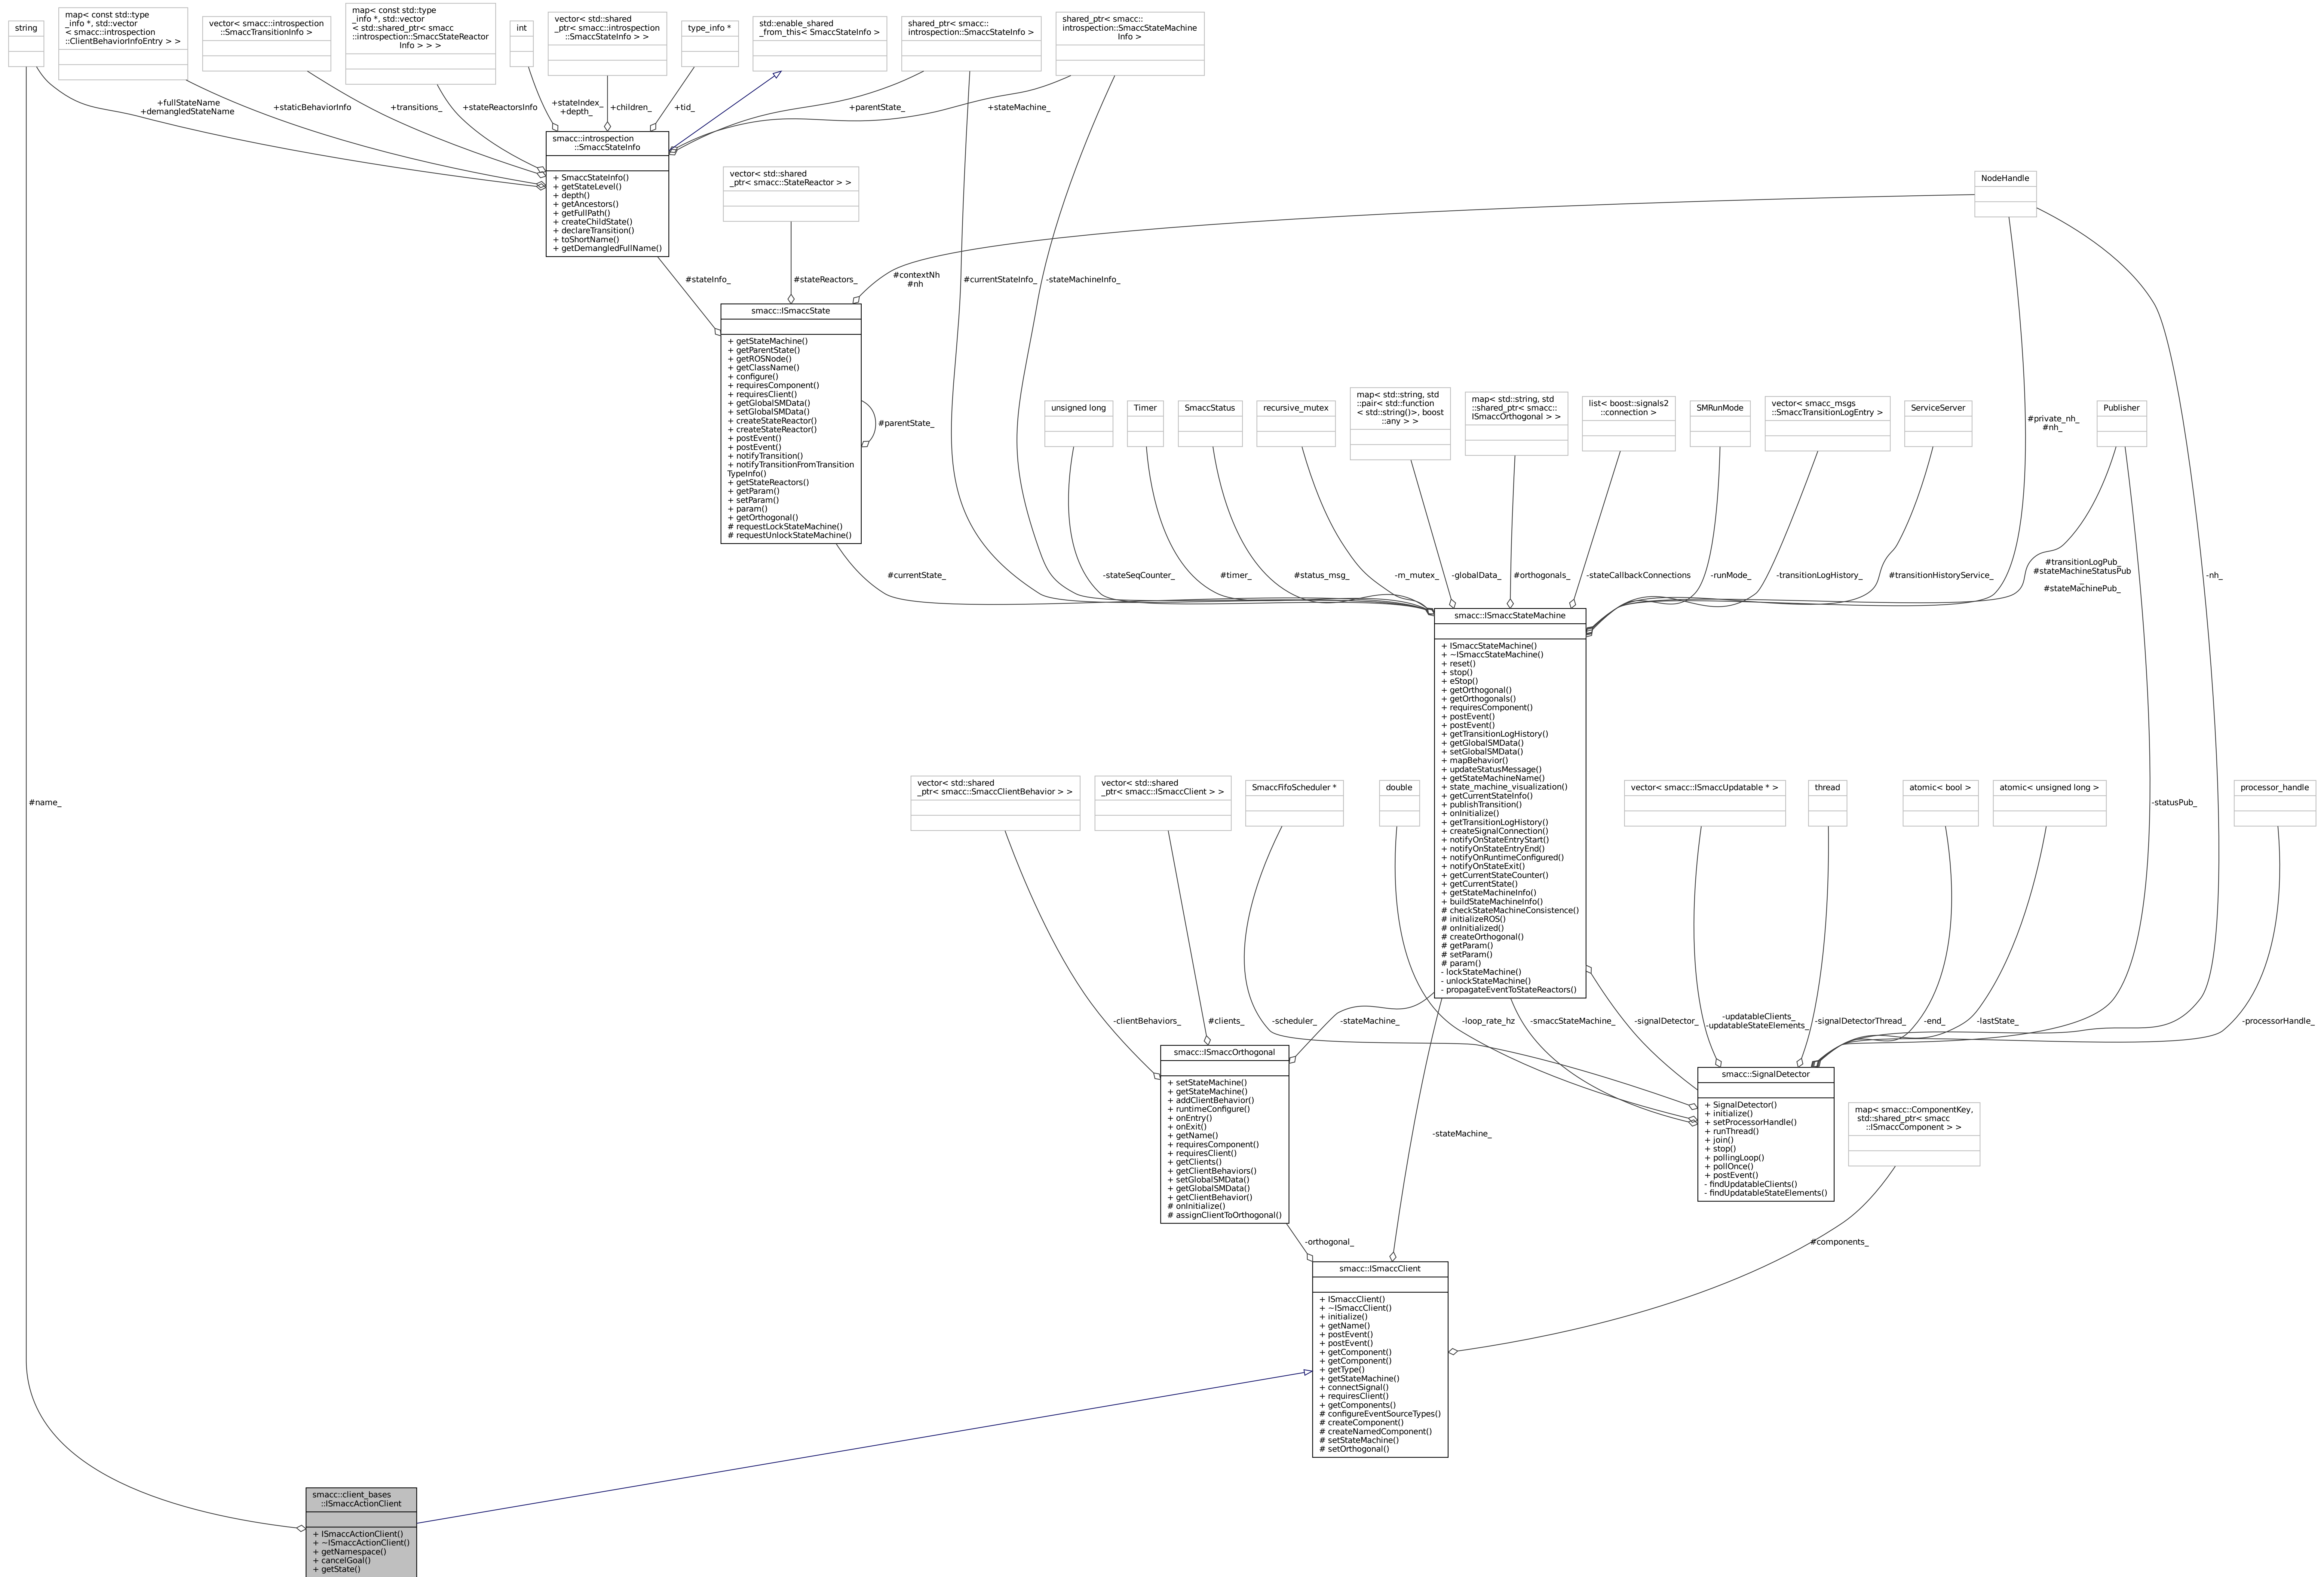 string
map< const std::type
_info *, std::vector
< smacc::introspection
::ClientBehaviorInfoEntry > >
vector< smacc::introspection
::SmaccTransitionInfo >
map< const std::type
_info *, std::vector
< std::shared_ptr< smacc
::introspection::SmaccStateReactor
Info > > >
int
vector< std::shared
_ptr< smacc::introspection
::SmaccStateInfo > >
type_info *
std::enable_shared
_from_this< SmaccStateInfo >
shared_ptr< smacc::
introspection::SmaccStateInfo >
shared_ptr< smacc::
introspection::SmaccStateMachine
Info >
+fullStateName
+demangledStateName
+staticBehaviorInfo
+transitions_
+stateReactorsInfo
+stateIndex_
+depth_
+children_
+tid_
+parentState_
+stateMachine_
smacc::introspection
::SmaccStateInfo
+ SmaccStateInfo()
+ getStateLevel()
+ depth()
+ getAncestors()
+ getFullPath()
+ createChildState()
+ declareTransition()
+ toShortName()
+ getDemangledFullName()
vector< std::shared
_ptr< smacc::StateReactor > >
NodeHandle
#stateInfo_
#stateReactors_
#contextNh
#nh
#currentStateInfo_
-stateMachineInfo_
smacc::ISmaccState
+ getStateMachine()
+ getParentState()
+ getROSNode()
+ getClassName()
+ configure()
+ requiresComponent()
+ requiresClient()
+ getGlobalSMData()
+ setGlobalSMData()
+ createStateReactor()
+ createStateReactor()
+ postEvent()
+ postEvent()
+ notifyTransition()
+ notifyTransitionFromTransition
TypeInfo()
+ getStateReactors()
+ getParam()
+ setParam()
+ param()
+ getOrthogonal()
# requestLockStateMachine()
# requestUnlockStateMachine()
#parentState_
unsigned long
Timer
SmaccStatus
recursive_mutex
map< std::string, std
::pair< std::function
< std::string()>, boost
::any > >
map< std::string, std
::shared_ptr< smacc::
ISmaccOrthogonal > >
list< boost::signals2
::connection >
SMRunMode
vector< smacc_msgs
::SmaccTransitionLogEntry >
ServiceServer
Publisher
#private_nh_
#nh_
#currentState_
-stateSeqCounter_
#timer_
#status_msg_
-m_mutex_
-globalData_
#orthogonals_
-stateCallbackConnections
-runMode_
-transitionLogHistory_
#transitionHistoryService_
#transitionLogPub_
#stateMachineStatusPub
_
#stateMachinePub_
-nh_
smacc::ISmaccStateMachine
+ ISmaccStateMachine()
+ ~ISmaccStateMachine()
+ reset()
+ stop()
+ eStop()
+ getOrthogonal()
+ getOrthogonals()
+ requiresComponent()
+ postEvent()
+ postEvent()
+ getTransitionLogHistory()
+ getGlobalSMData()
+ setGlobalSMData()
+ mapBehavior()
+ updateStatusMessage()
+ getStateMachineName()
+ state_machine_visualization()
+ getCurrentStateInfo()
+ publishTransition()
+ onInitialize()
+ getTransitionLogHistory()
+ createSignalConnection()
+ notifyOnStateEntryStart()
+ notifyOnStateEntryEnd()
+ notifyOnRuntimeConfigured()
+ notifyOnStateExit()
+ getCurrentStateCounter()
+ getCurrentState()
+ getStateMachineInfo()
+ buildStateMachineInfo()
# checkStateMachineConsistence()
# initializeROS()
# onInitialized()
# createOrthogonal()
# getParam()
# setParam()
# param()
- lockStateMachine()
- unlockStateMachine()
- propagateEventToStateReactors()
#name_
vector< std::shared
_ptr< smacc::SmaccClientBehavior > >
vector< std::shared
_ptr< smacc::ISmaccClient > >
SmaccFifoScheduler *
double
vector< smacc::ISmaccUpdatable * >
thread
atomic< bool >
atomic< unsigned long >
-statusPub_
processor_handle
-clientBehaviors_
#clients_
-scheduler_
-stateMachine_
-loop_rate_hz
-smaccStateMachine_
-signalDetector_
-updatableClients_
-updatableStateElements_
-signalDetectorThread_
-end_
-lastState_
-processorHandle_
smacc::ISmaccOrthogonal
+ setStateMachine()
+ getStateMachine()
+ addClientBehavior()
+ runtimeConfigure()
+ onEntry()
+ onExit()
+ getName()
+ requiresComponent()
+ requiresClient()
+ getClients()
+ getClientBehaviors()
+ setGlobalSMData()
+ getGlobalSMData()
+ getClientBehavior()
# onInitialize()
# assignClientToOrthogonal()
smacc::SignalDetector
+ SignalDetector()
+ initialize()
+ setProcessorHandle()
+ runThread()
+ join()
+ stop()
+ pollingLoop()
+ pollOnce()
+ postEvent()
- findUpdatableClients()
- findUpdatableStateElements()
map< smacc::ComponentKey,
std::shared_ptr< smacc
::ISmaccComponent > >
-stateMachine_
-orthogonal_
#components_
smacc::ISmaccClient
+ ISmaccClient()
+ ~ISmaccClient()
+ initialize()
+ getName()
+ postEvent()
+ postEvent()
+ getComponent()
+ getComponent()
+ getType()
+ getStateMachine()
+ connectSignal()
+ requiresClient()
+ getComponents()
# configureEventSourceTypes()
# createComponent()
# createNamedComponent()
# setStateMachine()
# setOrthogonal()
smacc::client_bases
::ISmaccActionClient
+ ISmaccActionClient()
+ ~ISmaccActionClient()
+ getNamespace()
+ cancelGoal()
+ getState()